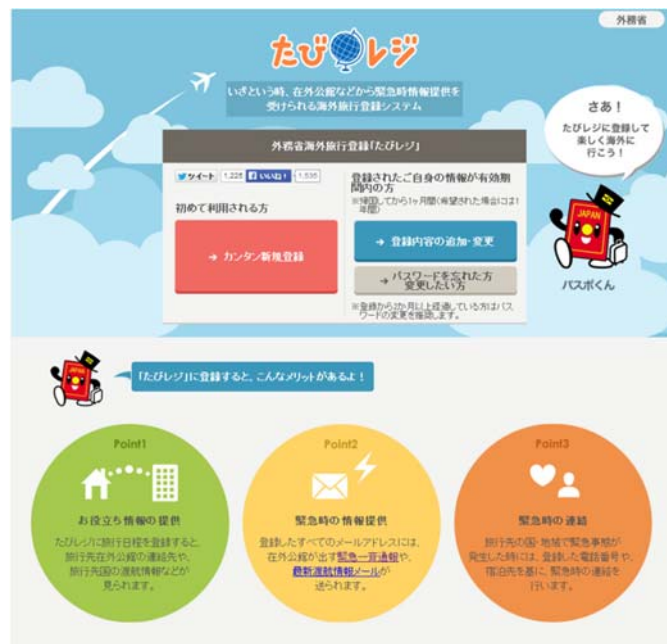 外務省
たびレジ
いざという時、在外公館などから緊急時情報提供を
受けられる海外旅行登録システム
さあ！
たびレジに登録して
楽しく海外に
行こう！
外務省海外旅行登録「たびレジ」
ツイート 1,228 いいね！ 1,535
初めて利用される方
→ カンタン新規登録
登録されたご自身の情報が有効期
間内の方
※帰国してから1ヶ月間(希望された場合には1
年間)
→ 登録内容の追加・変更
→ パスワードを忘れた方
変更したい方
※登録から2か月以上経過している方はパス
ワードの変更を推奨します。
JAPAN
パスポくん
JAPAN
「たびレジ」に登録すると、こんなメリットがあるよ！
Point1
お役立ち情報の提供
たびレジに旅行日程を登録すると、
旅行先在外公館の連絡先や、
旅行先国の渡航情報などが
見られます。
Point2
緊急時の情報提供
登録したすべてのメールアドレスには、
在外公館が出す緊急一斉通報や、
最新渡航情報メールが
送られます。
Point3
緊急時の連絡
旅行先の国・地域で緊急事態が
発生した時には、登録した電話番号や、
宿泊先を基に、緊急時の連絡を
行います。